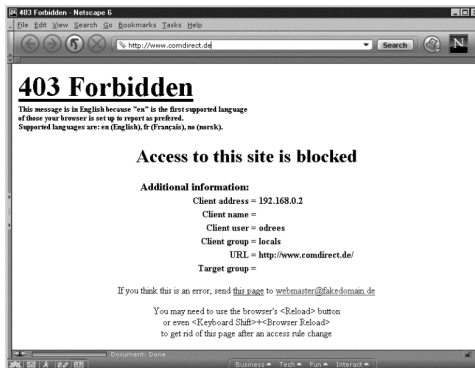 403 Forbidden - Netscape 6
File Edit View Search Go Bookmarks Tasks Help
http://www.comdirect.de
Search
N
403 Forbidden
This message is in English because "en" is the first supported language
of those your browser is set up to report as prefered.
Supported languages are: en (English), fr (Français), no (norsk).
Access to this site is blocked
Additional information:
Client address = 192.168.0.2
Client name =
Client user = odrees
Client group = locals
URL = http://www.comdirect.de/
Target group =
If you think this is an error, send this page to webmaster@fakedomain.de
You may need to use the browser's <Reload> button
or even <Keyboard Shift>+<Browser Reload>
to get rid of this page after an access rule change
Document: Done
Business Tech Fun Interact